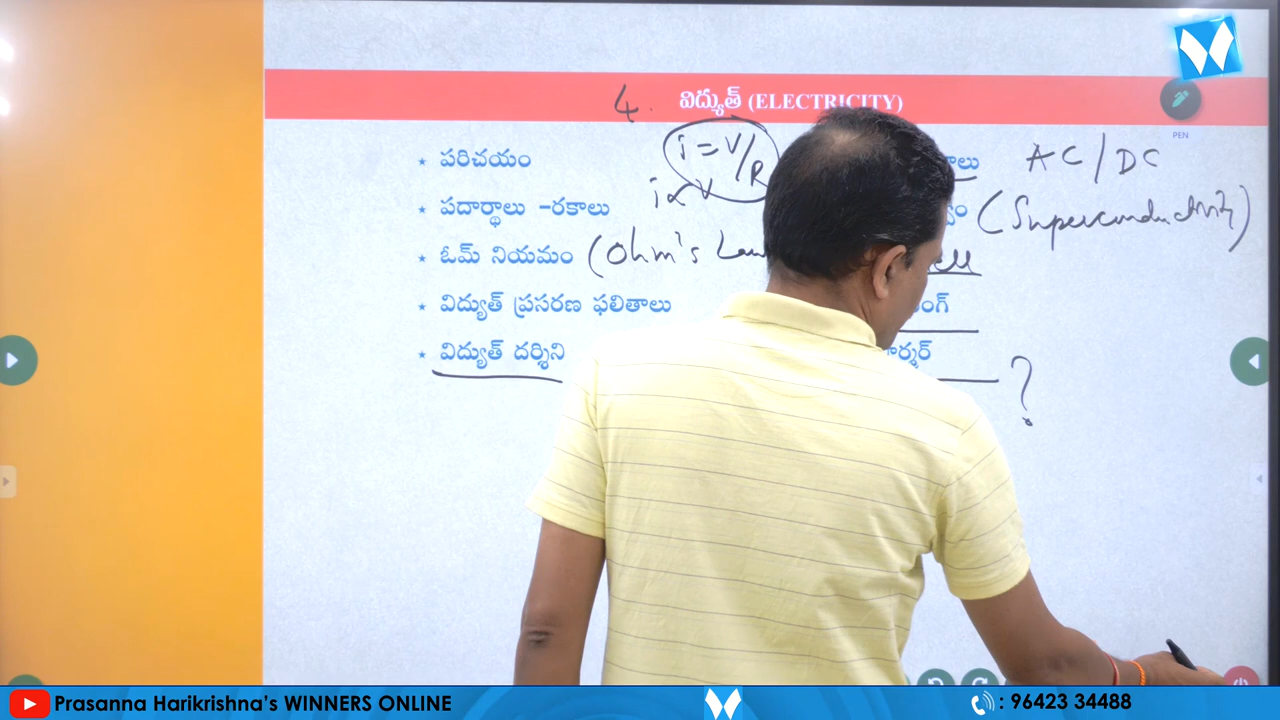 4. విద్యుత్ (ELECTRICITY)
PEN
★ పరిచయం
i = V/R
AC / DC
★ పదార్థాలు -రకాలు
i ∝ V
(Superconductivity)
★ ఓమ్ నియమం (Ohm's Law
★ విద్యుత్ ప్రసరణ ఫలితాలు
★ విద్యుత్ దర్శిని
?
Prasanna Harikrishna's WINNERS ONLINE
: 96423 34488